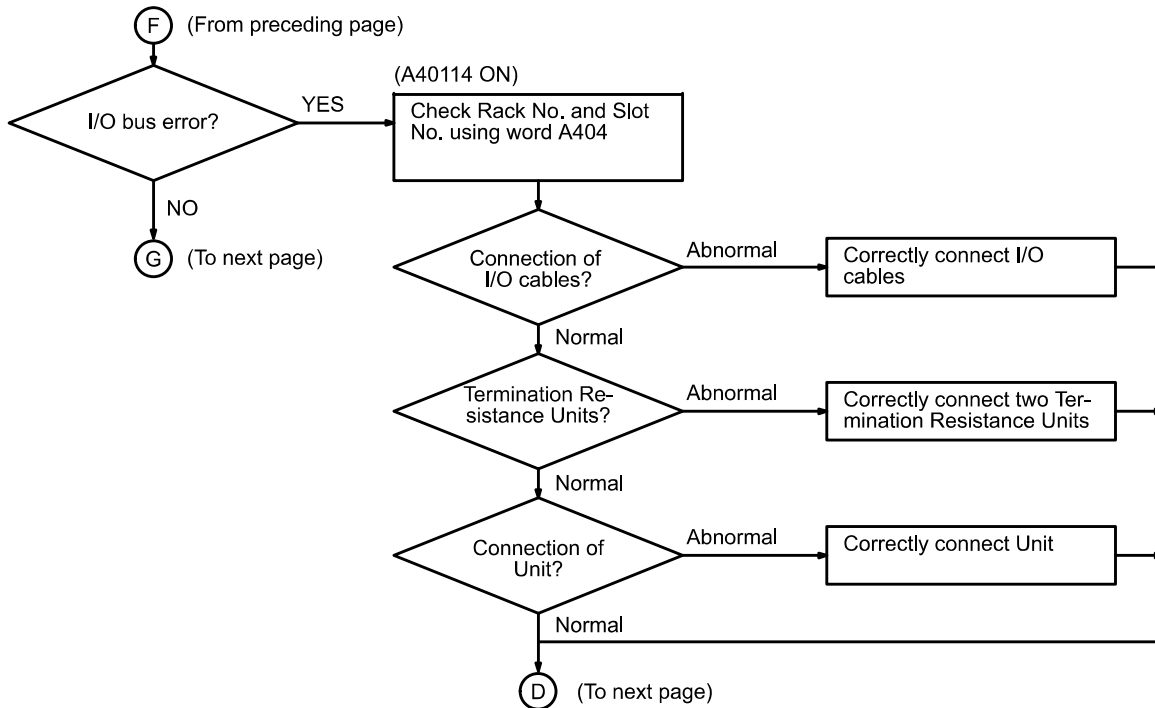 F (From preceding page)
I/O bus error?
YES
(A40114 ON)
Check Rack No. and Slot
No. using word A404
NO
G (To next page)
Connection of
I/O cables?
Abnormal
Correctly connect I/O
cables
Normal
Termination Re-
sistance Units?
Abnormal
Correctly connect two Ter-
mination Resistance Units
Normal
Connection of
Unit?
Abnormal
Correctly connect Unit
Normal
D (To next page)